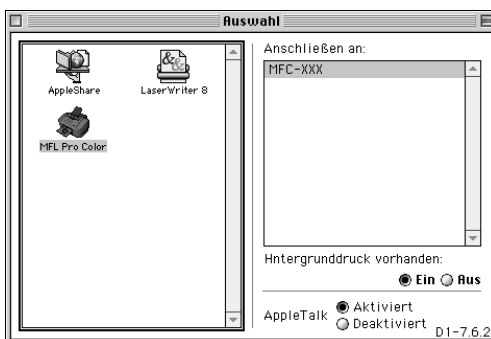 Auswahl
AppleShare
LaserWriter 8
MFL Pro Color
Anschließen an:
MFC-XXX
Hntergrunddruck vorhanden:
Ein Aus
AppleTalk
Aktiviert
Deaktiviert
D1-7.6.2